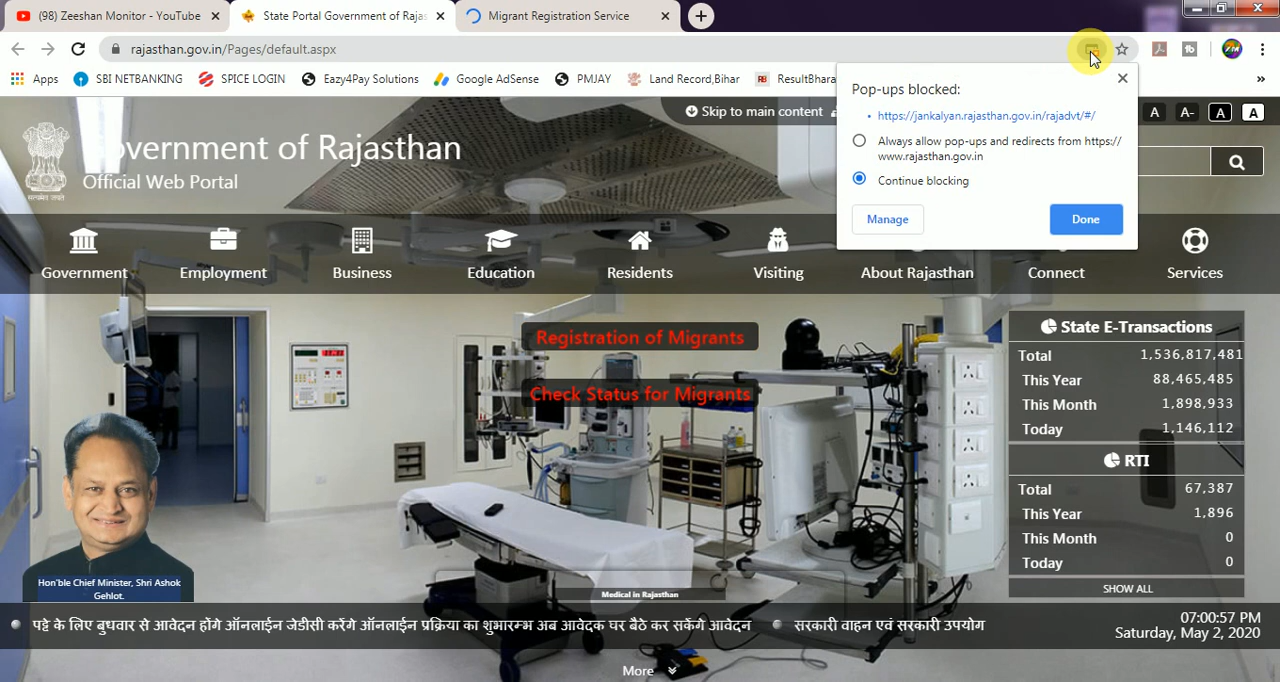 (98) Zeeshan Monitor - YouTube
State Portal Government of Rajas
Migrant Registration Service
rajasthan.gov.in/Pages/default.aspx
Apps
SBI NETBANKING
SPICE LOGIN
Eazy4Pay Solutions
Google AdSense
PMJAY
Land Record,Bihar
RB
ResultBhara
Pop-ups blocked:
https://jankalyan.rajasthan.gov.in/rajadvt/#/
Always allow pop-ups and redirects from https://
www.rajasthan.gov.in
Continue blocking
Manage
Done
Skip to main content
A
A-
A
A
Government of Rajasthan
Official Web Portal
सत्यमेव जयते
Government
Employment
Business
Education
Residents
Visiting
About Rajasthan
Connect
Services
Registration of Migrants
Check Status for Migrants
State E-Transactions
Total 1,536,817,481
This Year 88,465,485
This Month 1,898,933
Today 1,146,112
RTI
Total 67,387
This Year 1,896
This Month 0
Today 0
SHOW ALL
Hon'ble Chief Minister, Shri Ashok
Gehlot.
Medical in Rajasthan
पट्टे के लिए बुधवार से आवेदन होंगे ऑनलाईन जेडीसी करेंगे ऑनलाईन प्रक्रिया का शुभारम्भ अब आवेदक घर बैठे कर सकेंगे आवेदन
सरकारी वाहन एवं सरकारी उपयोग
07:00:57 PM
Saturday, May 2, 2020
More